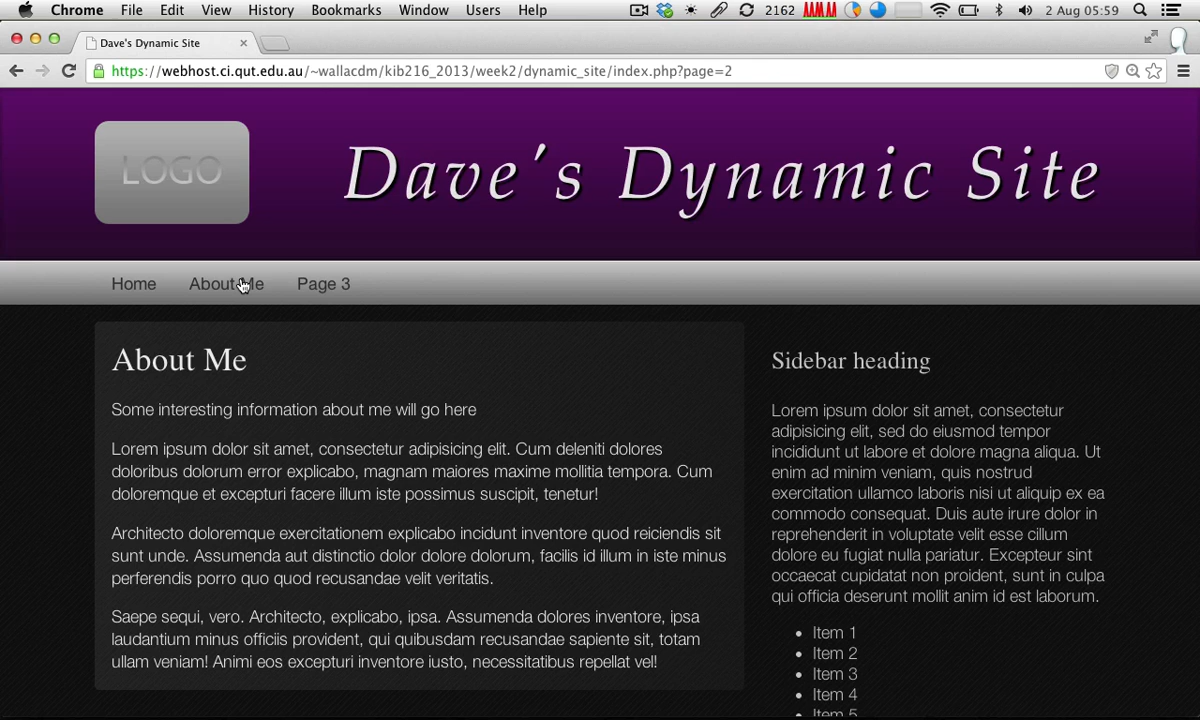 Chrome File Edit View History Bookmarks Window Users Help 2162 2 Aug 05:59
Dave's Dynamic Site
https://webhost.ci.qut.edu.au/~wallacdm/kib216_2013/week2/dynamic_site/index.php?page=2
LOGO
Dave's Dynamic Site
Home About Me Page 3
About Me
Some interesting information about me will go here
Lorem ipsum dolor sit amet, consectetur adipisicing elit. Cum deleniti dolores
doloribus dolorum error explicabo, magnam maiores maxime mollitia tempora. Cum
doloremque et excepturi facere illum iste possimus suscipit, tenetur!
Architecto doloremque exercitationem explicabo incidunt inventore quod reiciendis sit
sunt unde. Assumenda aut distinctio dolor dolore dolorum, facilis id illum in iste minus
perferendis porro quo quod recusandae velit veritatis.
Saepe sequi, vero. Architecto, explicabo, ipsa. Assumenda dolores inventore, ipsa
laudantium minus officiis provident, qui quibusdam recusandae sapiente sit, totam
ullam veniam! Animi eos excepturi inventore iusto, necessitatibus repellat vel!
Sidebar heading
Lorem ipsum dolor sit amet, consectetur
adipisicing elit, sed do eiusmod tempor
incididunt ut labore et dolore magna aliqua. Ut
enim ad minim veniam, quis nostrud
exercitation ullamco laboris nisi ut aliquip ex ea
commodo consequat. Duis aute irure dolor in
reprehenderit in voluptate velit esse cillum
dolore eu fugiat nulla pariatur. Excepteur sint
occaecat cupidatat non proident, sunt in culpa
qui officia deserunt mollit anim id est laborum.
Item 1
Item 2
Item 3
Item 4
Item 5